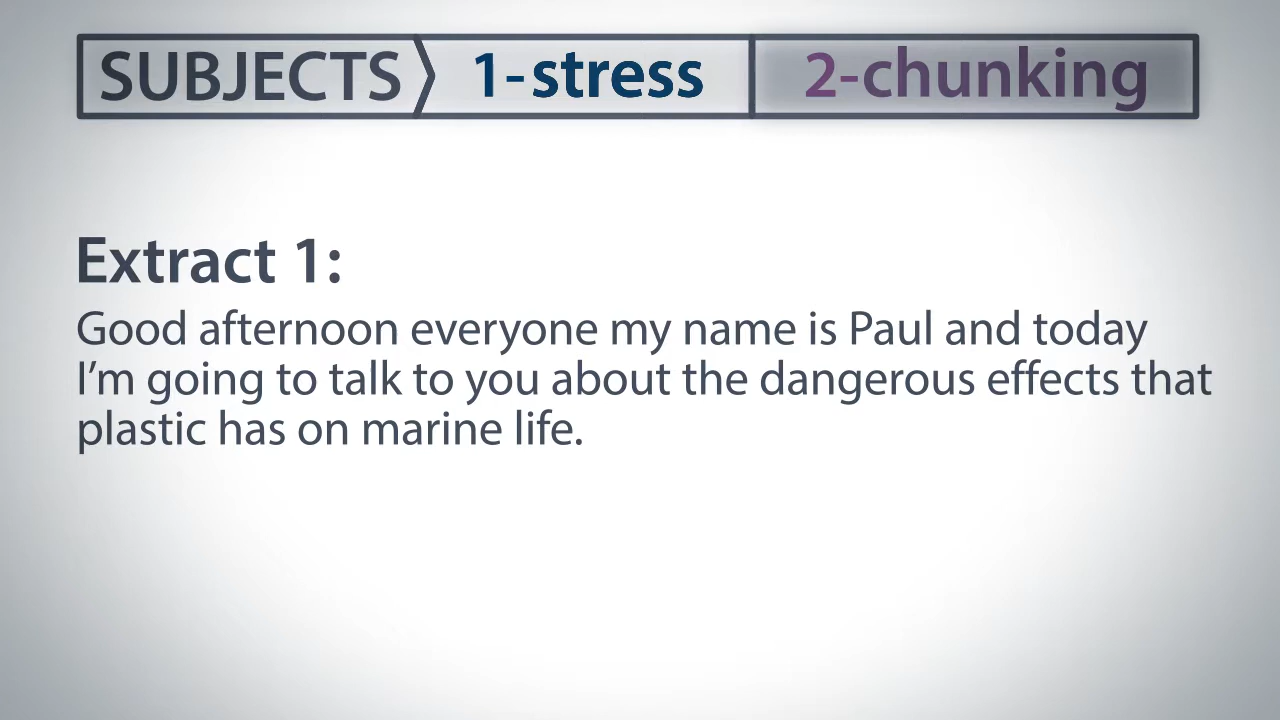 SUBJECTS 1-stress 2-chunking
Extract 1:
Good afternoon everyone my name is Paul and today
I’m going to talk to you about the dangerous effects that
plastic has on marine life.